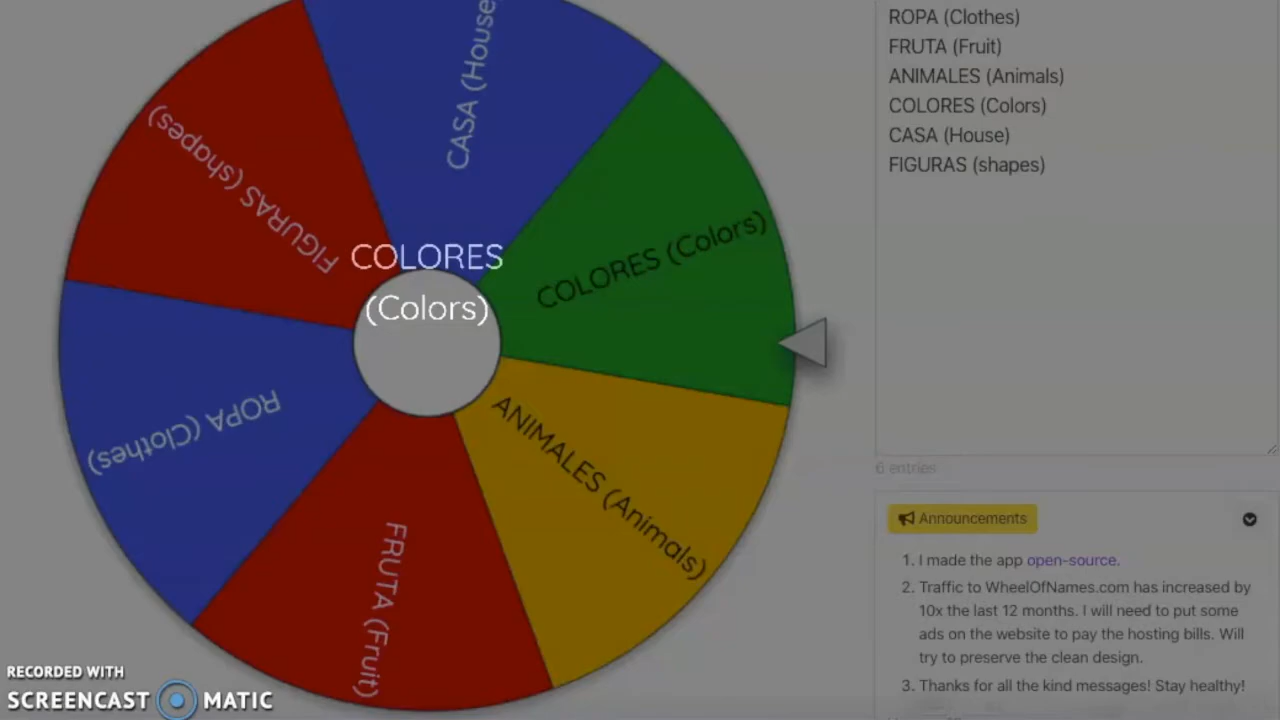 CASA (House
FIGURAS (shapes)
COLORES (Colors)
COLORES
(Colors)
ROPA (Clothes)
ANIMALES (Animals)
FRUTA (Fruit)
ROPA (Clothes)
FRUTA (Fruit)
ANIMALES (Animals)
COLORES (Colors)
CASA (House)
FIGURAS (shapes)
6 entries
Announcements
1. I made the app open-source.
2. Traffic to WheelOfNames.com has increased by
10x the last 12 months. I will need to put some
ads on the website to pay the hosting bills. Will
try to preserve the clean design.
3. Thanks for all the kind messages! Stay healthy!
RECORDED WITH
SCREENCAST MATIC